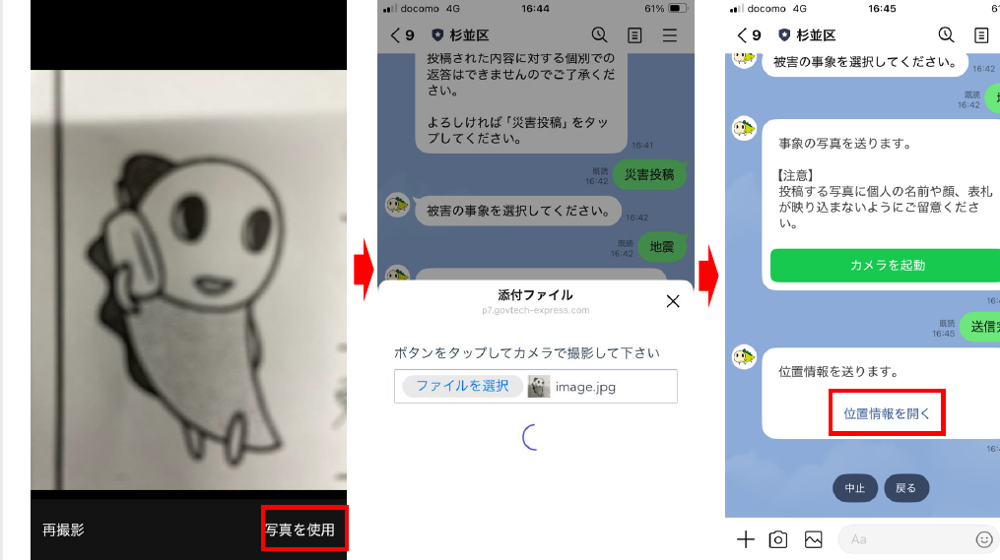 再撮影
写真を使用
docomo 4G
16:44
61%
9
杉並区
投稿された内容に対する個別での
返答はできませんのでご了承くだ
さい。
よろしければ「災害投稿」をタッ
プしてください。
16:41
既読
16:42
災害投稿
被害の事象を選択してください。
16:42
既読
16:42
地震
添付ファイル
p7.govtech-express.com
ボタンをタップしてカメラで撮影して下さい
ファイルを選択
image.jpg
docomo 4G
16:45
9
杉並区
被害の事象を選択してください。
16:42
既読
16:42
事象の写真を送ります。
【注意】
投稿する写真に個人の名前や顔、表札
が映り込まないようにご留意くださ
い。
カメラを起動
既読
16:45
送信
位置情報を送ります。
位置情報を開く
中止
戻る
Aa